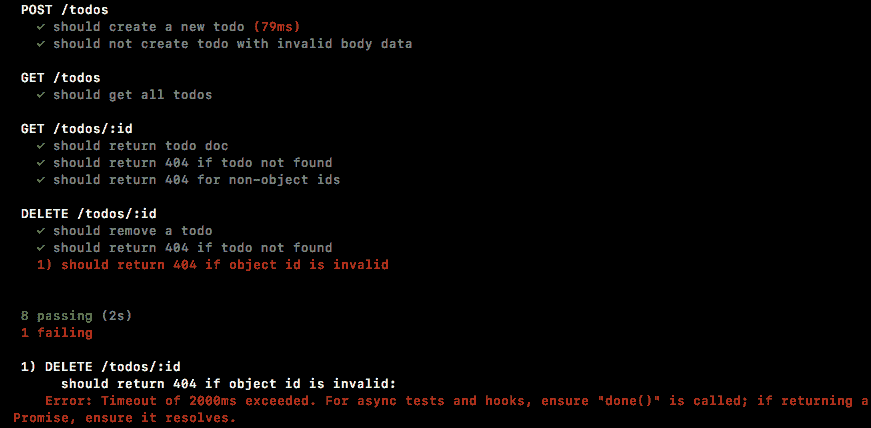 POST /todos
✓ should create a new todo (79ms)
✓ should not create todo with invalid body data
GET /todos
✓ should get all todos
GET /todos/:id
✓ should return todo doc
✓ should return 404 if todo not found
✓ should return 404 for non-object ids
DELETE /todos/:id
✓ should remove a todo
✓ should return 404 if todo not found
1) should return 404 if object id is invalid
8 passing (2s)
1 failing
1) DELETE /todos/:id
should return 404 if object id is invalid:
Error: Timeout of 2000ms exceeded. For async tests and hooks, ensure "done()" is called; if returning a
Promise, ensure it resolves.